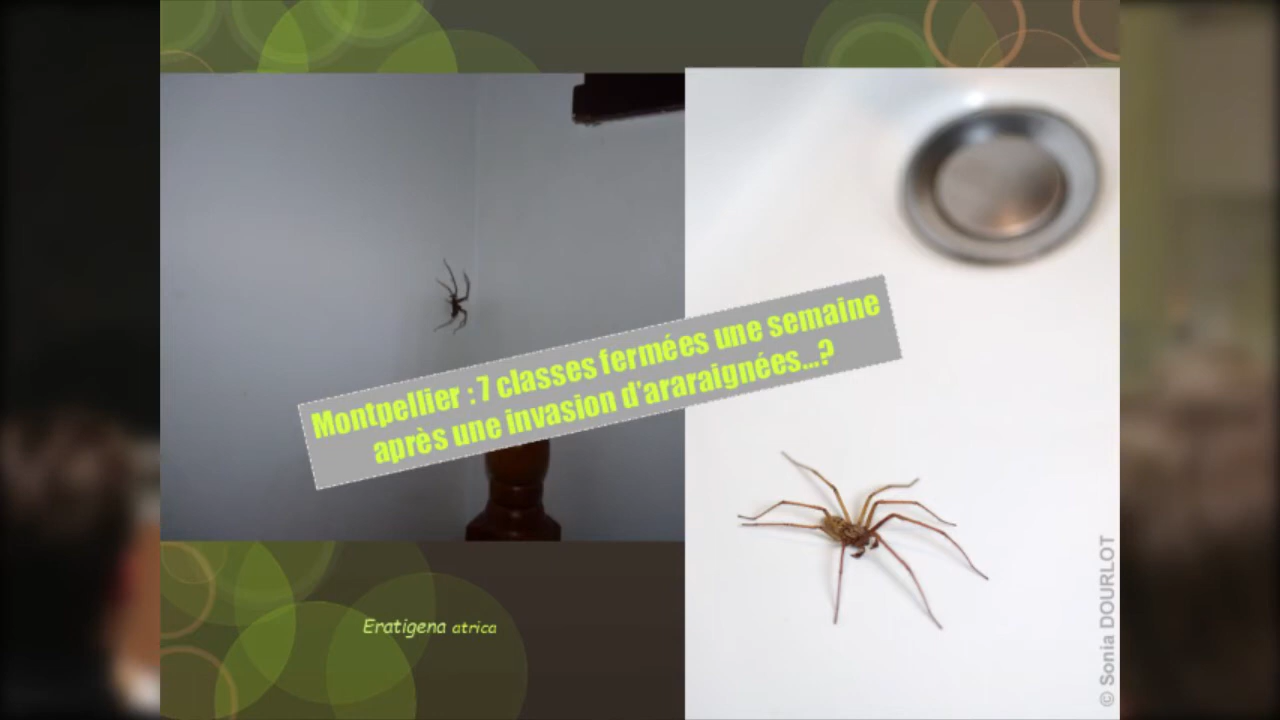 Montpellier : 7 classes fermées une semaine
après une invasion d'araraignées...?
Eratigena atrica
© Sonia DOURLOT